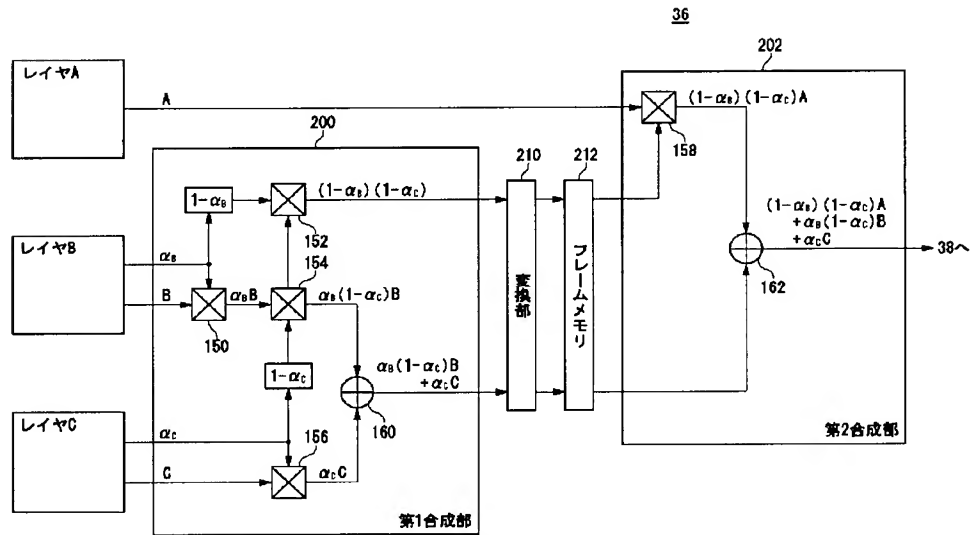 36
202
レイヤA
A
(1-αB)(1-αC)A
158
200
210
212
1-αB
(1-αB)(1-αC)
152
(1-αB)(1-αC)A
+αB(1-αC)B
+αCC
38へ
162
レイヤB
αB
B
αBB
150
154
αB(1-αC)B
変換部
フレームメモリ
1-αC
αB(1-αC)B
+αCC
160
レイヤC
αC
C
156
αCC
第1合成部
第2合成部